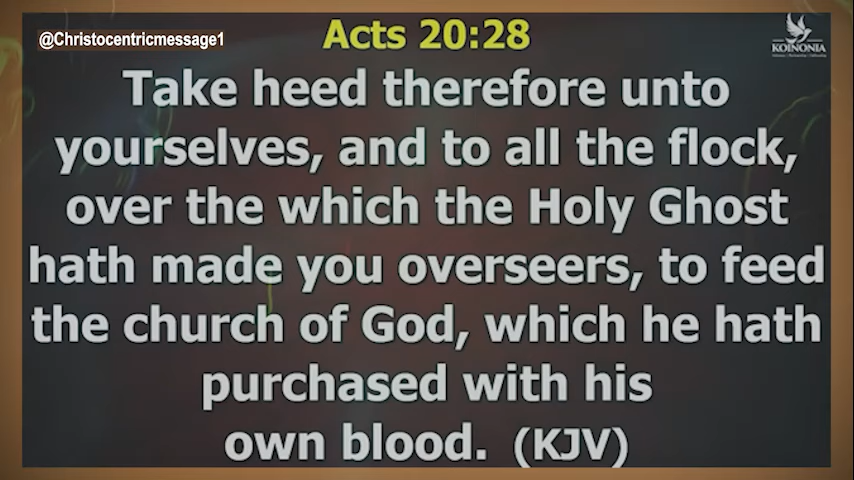 @Christocentricmessage1
Acts 20:28
KOINONIA
Take heed therefore unto
yourselves, and to all the flock,
over the which the Holy Ghost
hath made you overseers, to feed
the church of God, which he hath
purchased with his
own blood. (KJV)